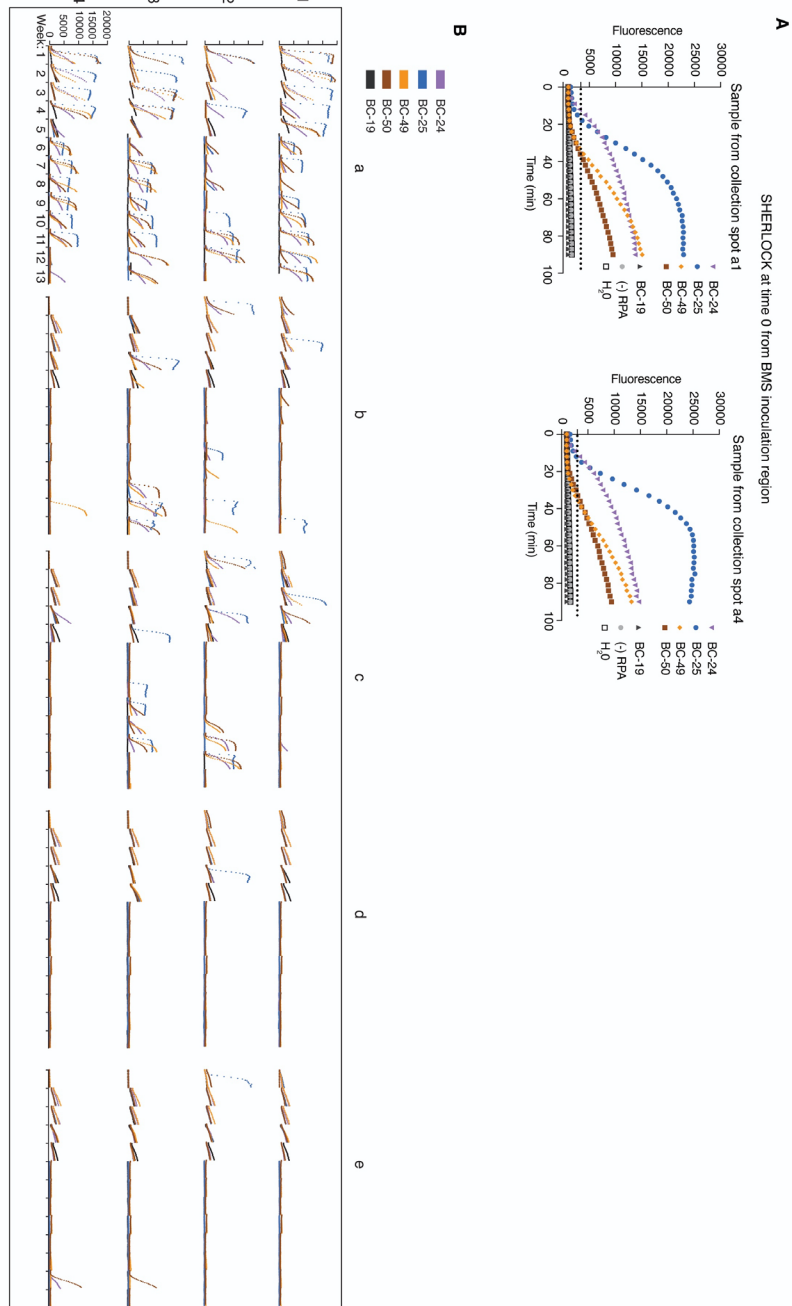 A
SHERLOCK at time 0 from BMS inoculation region
Sample from collection spot a1
Fluorescence
30000
25000
20000
15000
10000
5000
0
0 20 40 60 80 100
Time (min)
BC-24
BC-25
BC-49
BC-50
BC-19
(-) RPA
H₂0
Sample from collection spot a4
Fluorescence
30000
25000
20000
15000
10000
5000
0
0 20 40 60 80 100
Time (min)
BC-24
BC-25
BC-49
BC-50
BC-19
(-) RPA
H₂0
B
BC-24
BC-25
BC-49
BC-50
BC-19
a b c d e
20000
15000
10000
5000
0
Week: 1 2 3 4 5 6 7 8 9 10 11 12 13